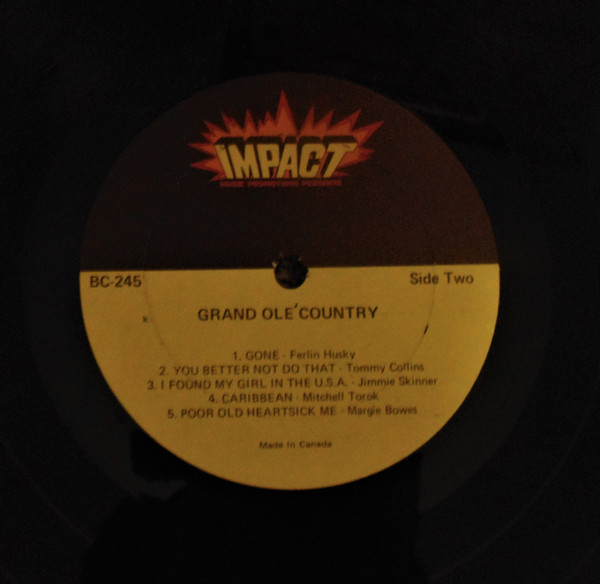 IMPACT
MUSIC PROMOTIONS PRESENTS
BC-245
Side Two
GRAND OLE´COUNTRY
1. GONE - Ferlin Husky
2. YOU BETTER NOT DO THAT - Tommy Collins
3. I FOUND MY GIRL IN THE U.S.A. - Jimmie Skinner
4. CARIBBEAN - Mitchell Torok
5. POOR OLD HEARTSICK ME - Margie Bowes
Made In Canada